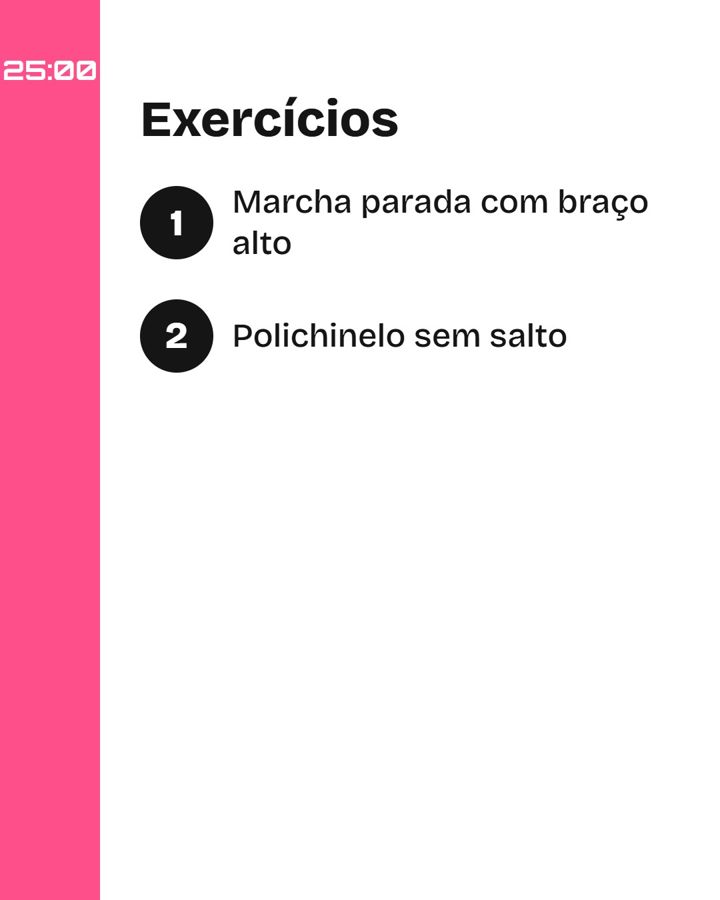 25:00
Exercícios
1
Marcha parada com braço
alto
2
Polichinelo sem salto